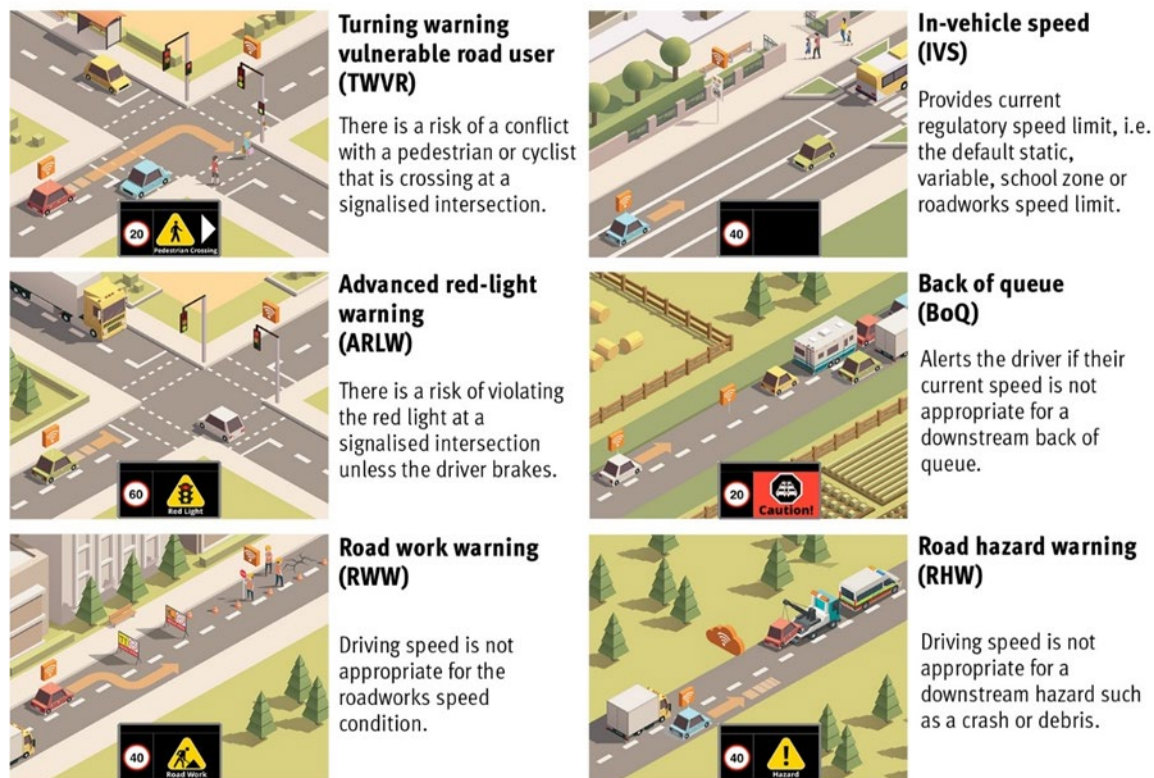 Turning warning
vulnerable road user
(TWVR)
There is a risk of a conflict
with a pedestrian or cyclist
that is crossing at a
signalised intersection.
20
Pedestrian Crossing
In-vehicle speed
(IVS)
Provides current
regulatory speed limit, i.e.
the default static,
variable, school zone or
roadworks speed limit.
40
Advanced red-light
warning
(ARLW)
There is a risk of violating
the red light at a
signalised intersection
unless the driver brakes.
60
Red Light
Back of queue
(BoQ)
Alerts the driver if their
current speed is not
appropriate for a
downstream back of
queue.
20
Caution!
Road work warning
(RWW)
Driving speed is not
appropriate for the
roadworks speed
condition.
40
Road Work
Road hazard warning
(RHW)
Driving speed is not
appropriate for a
downstream hazard such
as a crash or debris.
40
Hazard